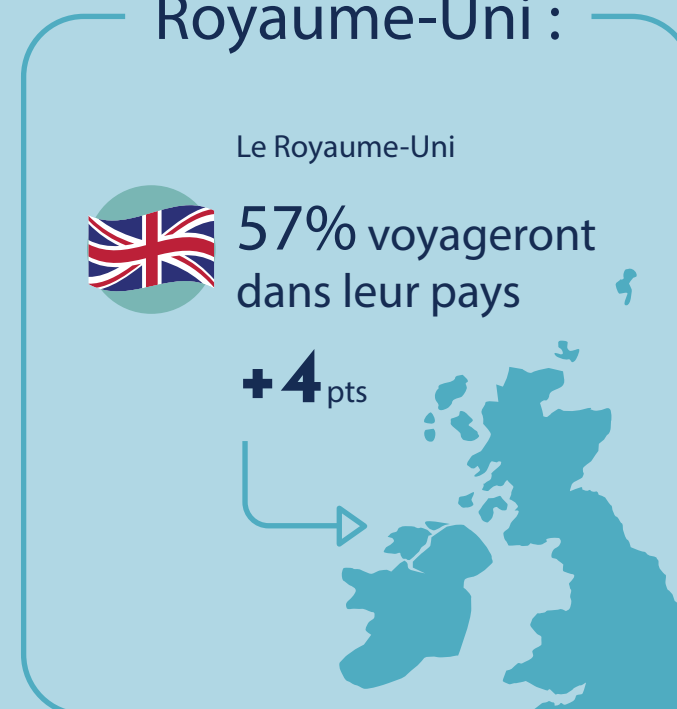 Royaume-Uni :
Le Royaume-Uni
57% voyageront
dans leur pays
+4 pts